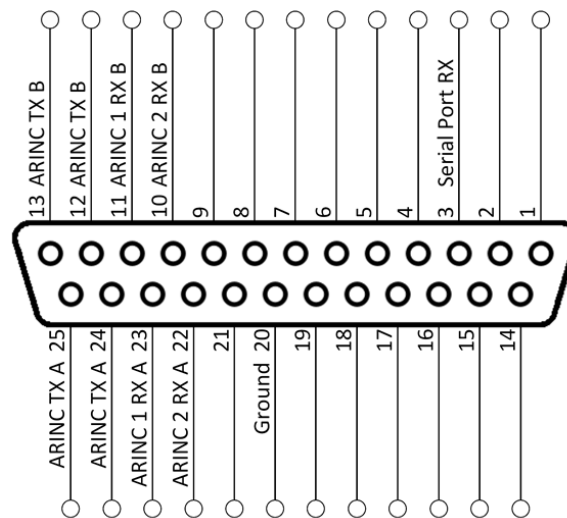 13 ARINC TX B
12 ARINC TX B
11 ARINC 1 RX B
10 ARINC 2 RX B
9
8
7
6
5
4
3 Serial Port RX
2
1
ARINC TX A 25
ARINC TX A 24
ARINC 1 RX A 23
ARINC 2 RX A 22
21
Ground 20
19
18
17
16
15
14